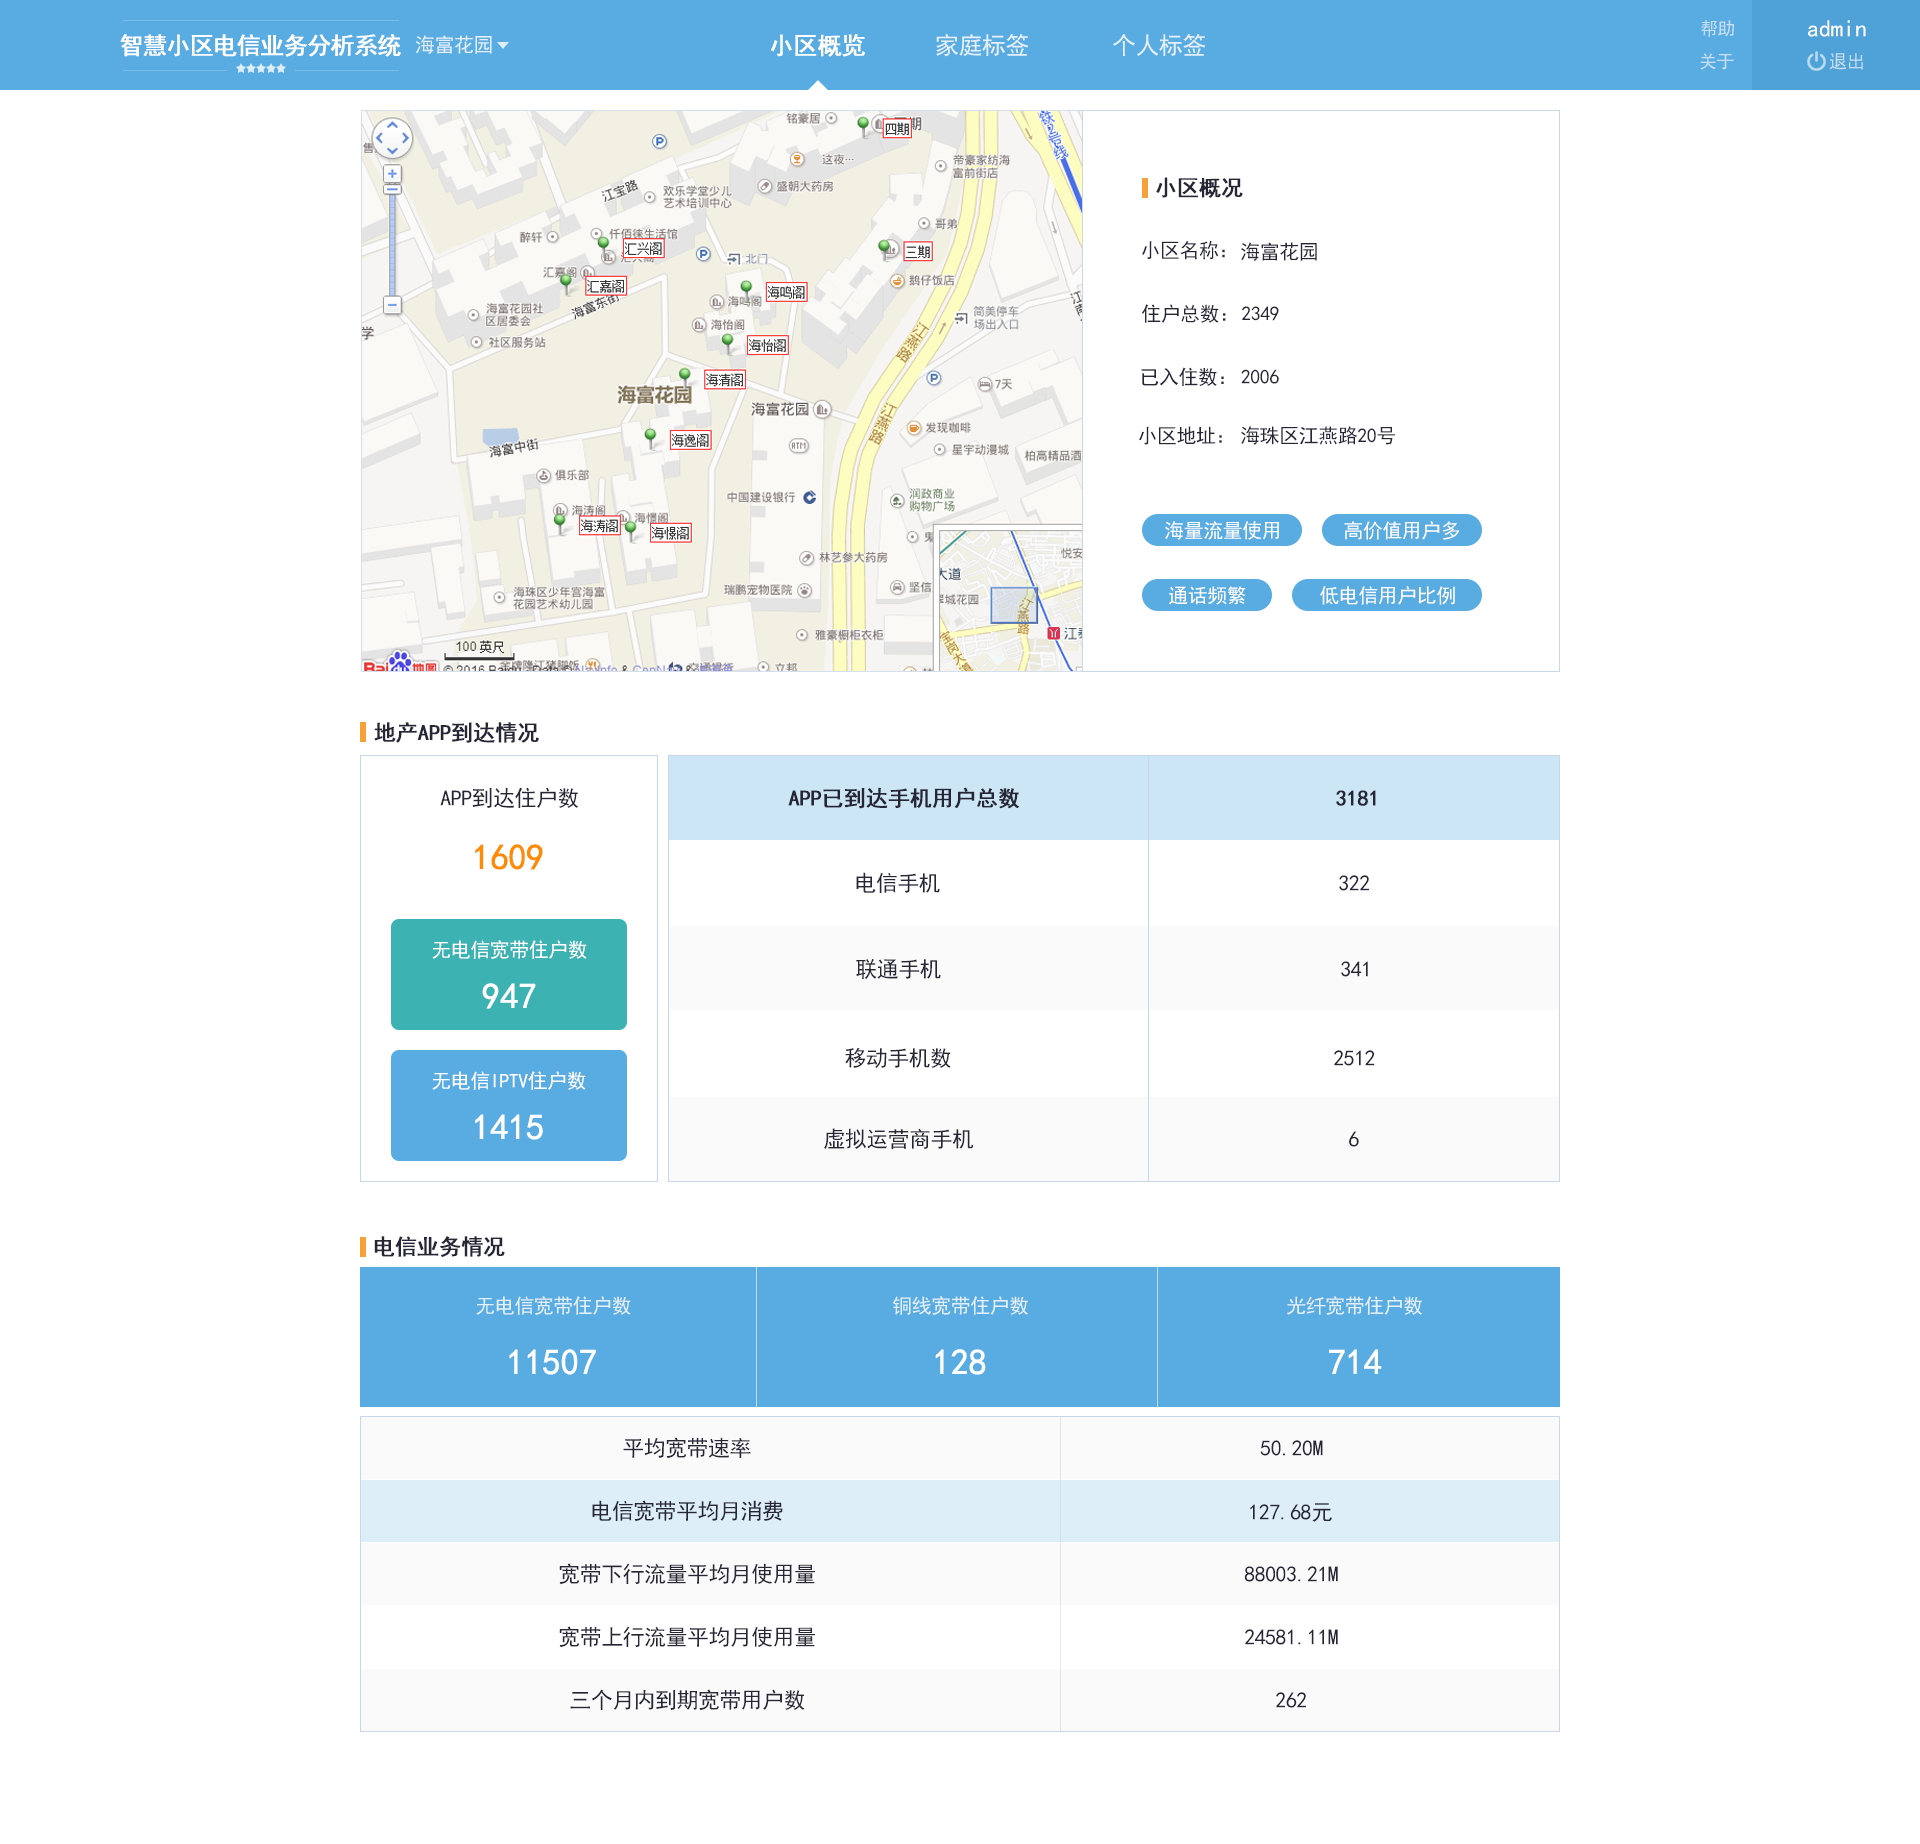 智慧小区电信业务分析系统
海富花园
小区概览
家庭标签
个人标签
帮助
关于
admin
退出
铭豪居
四期
这夜…
盛朝大药房
帝豪家纺海
富前街店
欢乐学堂少儿
艺术培训中心
江宝路
醉轩
仟佰徕生活馆
汇兴阁
北门
哥弟
三期
汇嘉阁
汇嘉阁
海富东街
海鸣阁
海鸣阁
鹅仔饭店
海富花园社
区居委会
海怡阁
简美停车
场出入口
社区服务站
海怡阁
江燕路
海清阁
7天
海富花园
海富花园
江燕路
发现咖啡
海逸阁
海富中街
ATM
星宇动漫城
柏高精品酒
俱乐部
中国建设银行
润政商业
购物广场
海涛阁
海涛阁
海憬阁
海憬阁
林艺参大药房
悦安
大道
海珠区少年宫海富
花园艺术幼儿园
瑞鹏宠物医院
坚信
城花园
江燕路
雅豪橱柜衣柜
江泰
100 英尺
立邦
小区概况
小区名称： 海富花园
住户总数： 2349
已入住数： 2006
小区地址： 海珠区江燕路20号
海量流量使用
高价值用户多
通话频繁
低电信用户比例
地产APP到达情况
APP到达住户数
1609
无电信宽带住户数
947
无电信IPTV住户数
1415
APP已到达手机用户总数 3181
电信手机 322
联通手机 341
移动手机数 2512
虚拟运营商手机 6
电信业务情况
无电信宽带住户数
11507
铜线宽带住户数
128
光纤宽带住户数
714
平均宽带速率 50.20M
电信宽带平均月消费 127.68元
宽带下行流量平均月使用量 88003.21M
宽带上行流量平均月使用量 24581.11M
三个月内到期宽带用户数 262